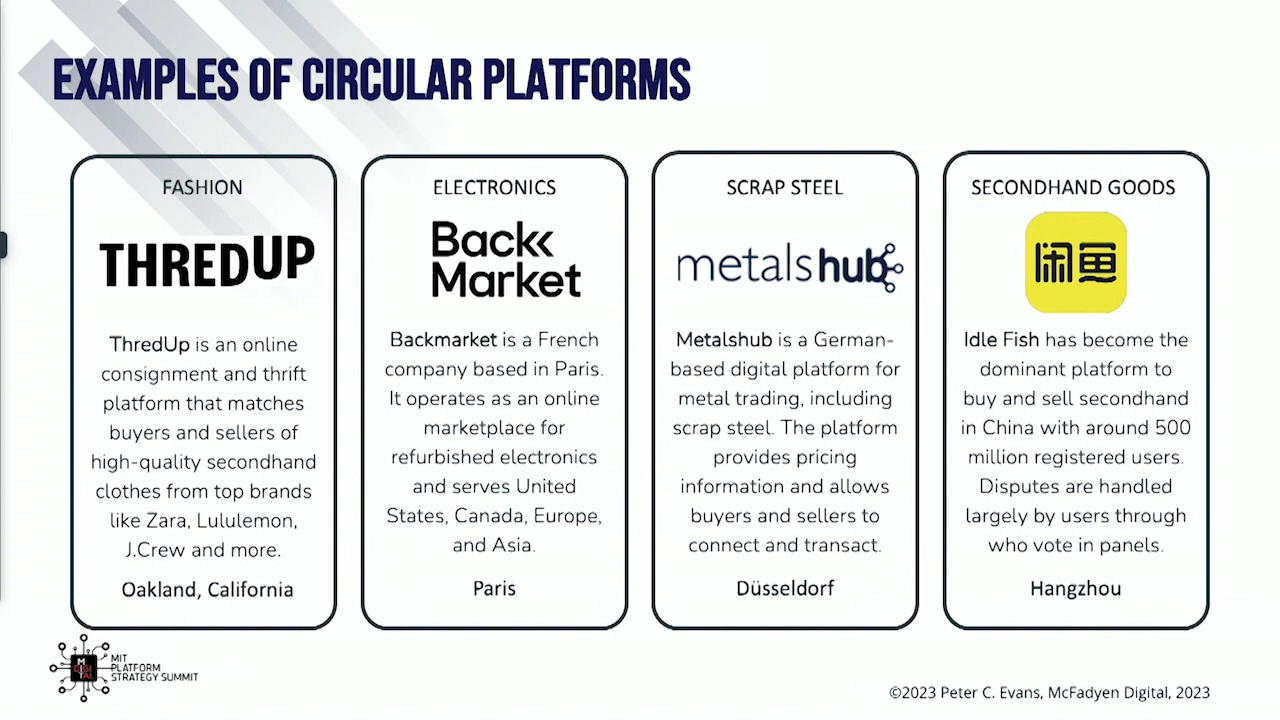 EXAMPLES OF CIRCULAR PLATFORMS
FASHION
THREDUP
ThredUp is an online
consignment and thrift
platform that matches
buyers and sellers of
high-quality secondhand
clothes from top brands
like Zara, Lululemon,
J.Crew and more.
Oakland, California
ELECTRONICS
Back
Market
Backmarket is a French
company based in Paris.
It operates as an online
marketplace for
refurbished electronics
and serves United
States, Canada, Europe,
and Asia.
Paris
SCRAP STEEL
metalshub
Metalshub is a German-
based digital platform for
metal trading, including
scrap steel. The platform
provides pricing
information and allows
buyers and sellers to
connect and transact.
Düsseldorf
SECONDHAND GOODS
闲鱼
Idle Fish has become the
dominant platform to
buy and sell secondhand
in China with around 500
million registered users.
Disputes are handled
largely by users through
who vote in panels.
Hangzhou
MIT
PLATFORM
STRATEGY SUMMIT
©2023 Peter C. Evans, McFadyen Digital, 2023